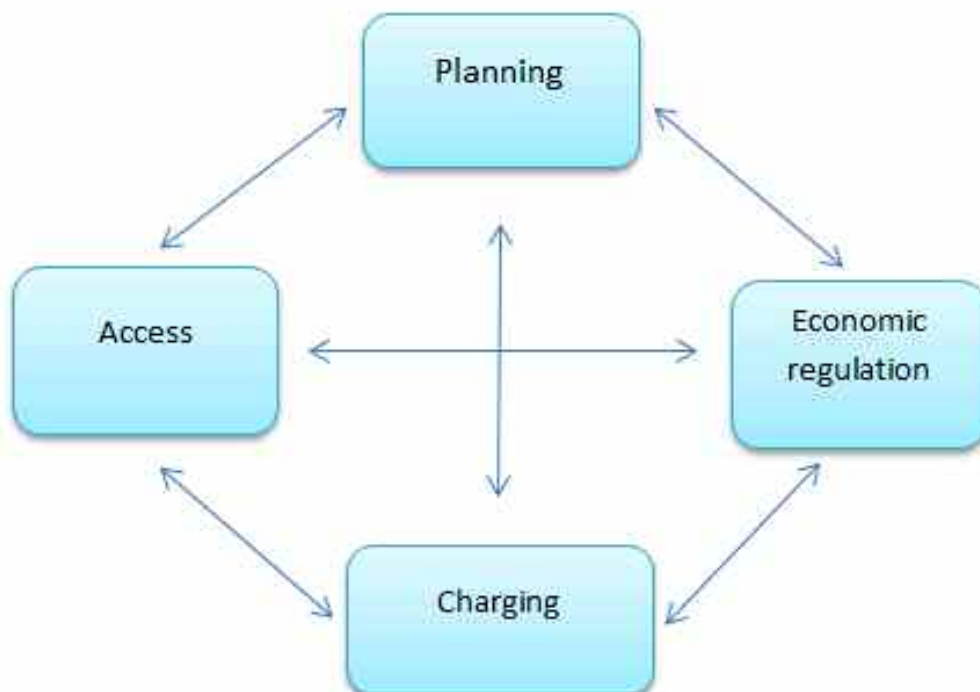 Planning
Access
Economic
regulation
Charging